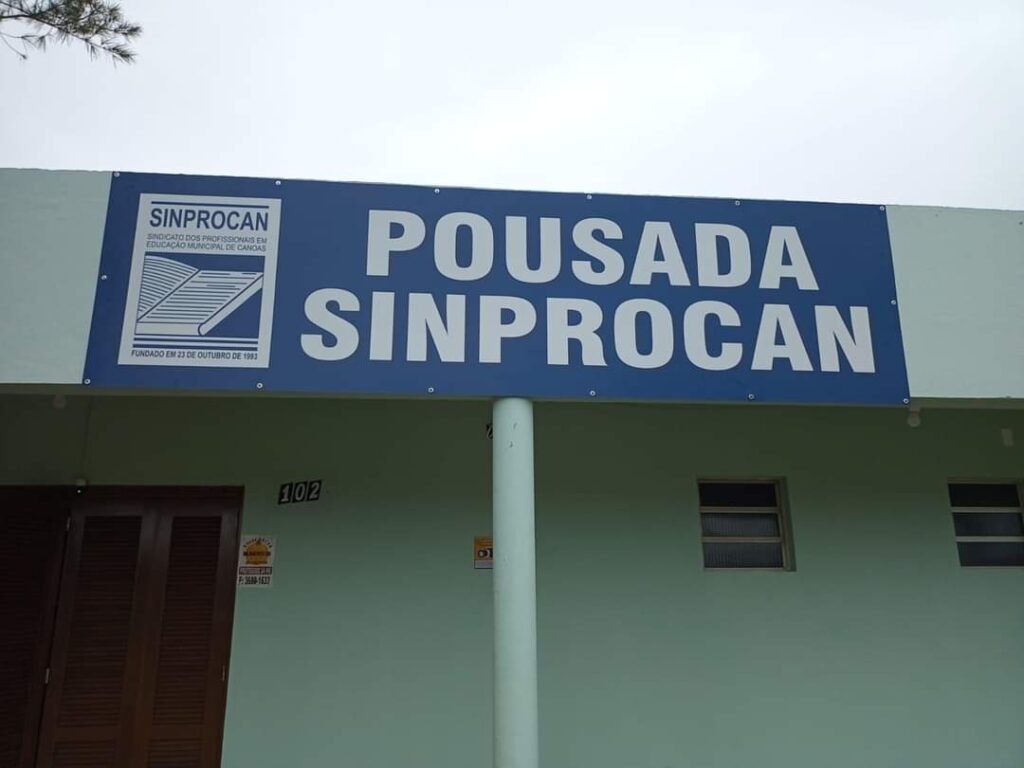 SINPROCAN
SINDICATO DOS PROFISSIONAIS EM
EDUCAÇÃO MUNICIPAL DE CANOAS
FUNDADO EM 23 DE OUTUBRO DE 1993
POUSADA
SINPROCAN
102